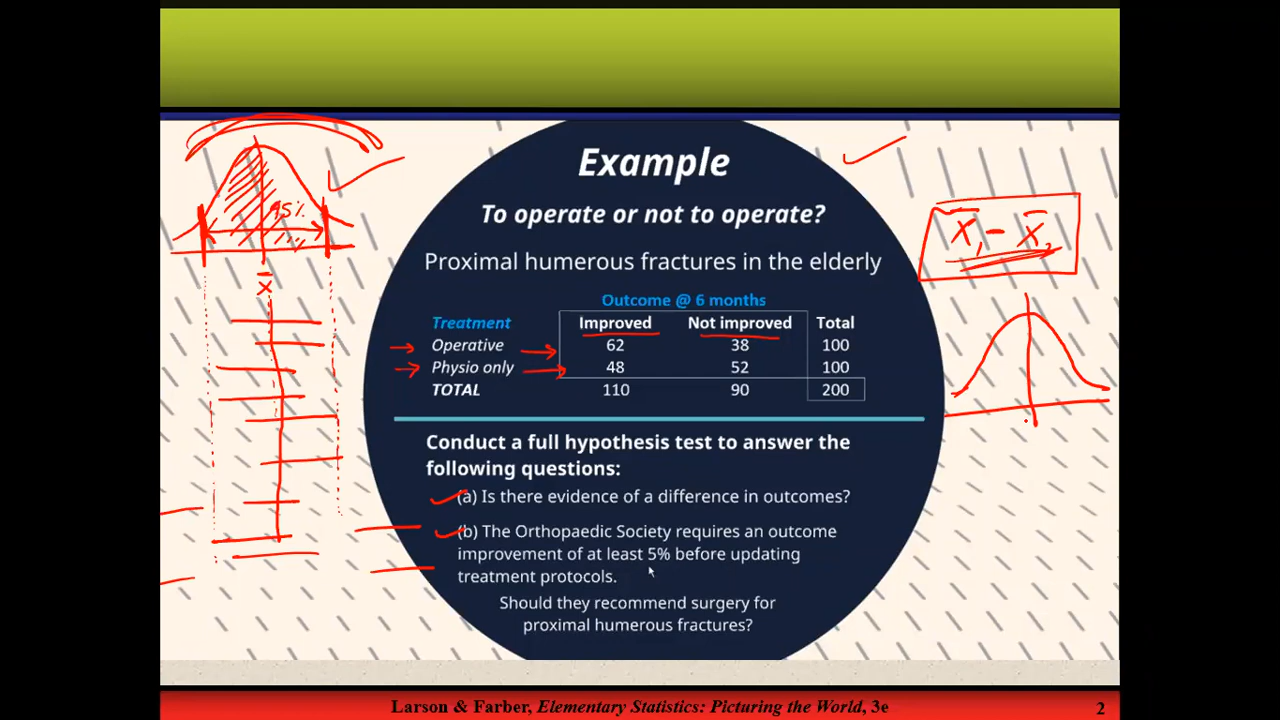 Example
To operate or not to operate?
Proximal humerous fractures in the elderly
Outcome @ 6 months
Treatment Improved Not improved Total
Operative 62 38 100
Physio only 48 52 100
TOTAL 110 90 200
Conduct a full hypothesis test to answer the
following questions:
(a) Is there evidence of a difference in outcomes?
(b) The Orthopaedic Society requires an outcome
improvement of at least 5% before updating
treatment protocols.
Should they recommend surgery for
proximal humerous fractures?
95%
x̄
x̄₁ - x̄₂
Larson & Farber, Elementary Statistics: Picturing the World, 3e 2